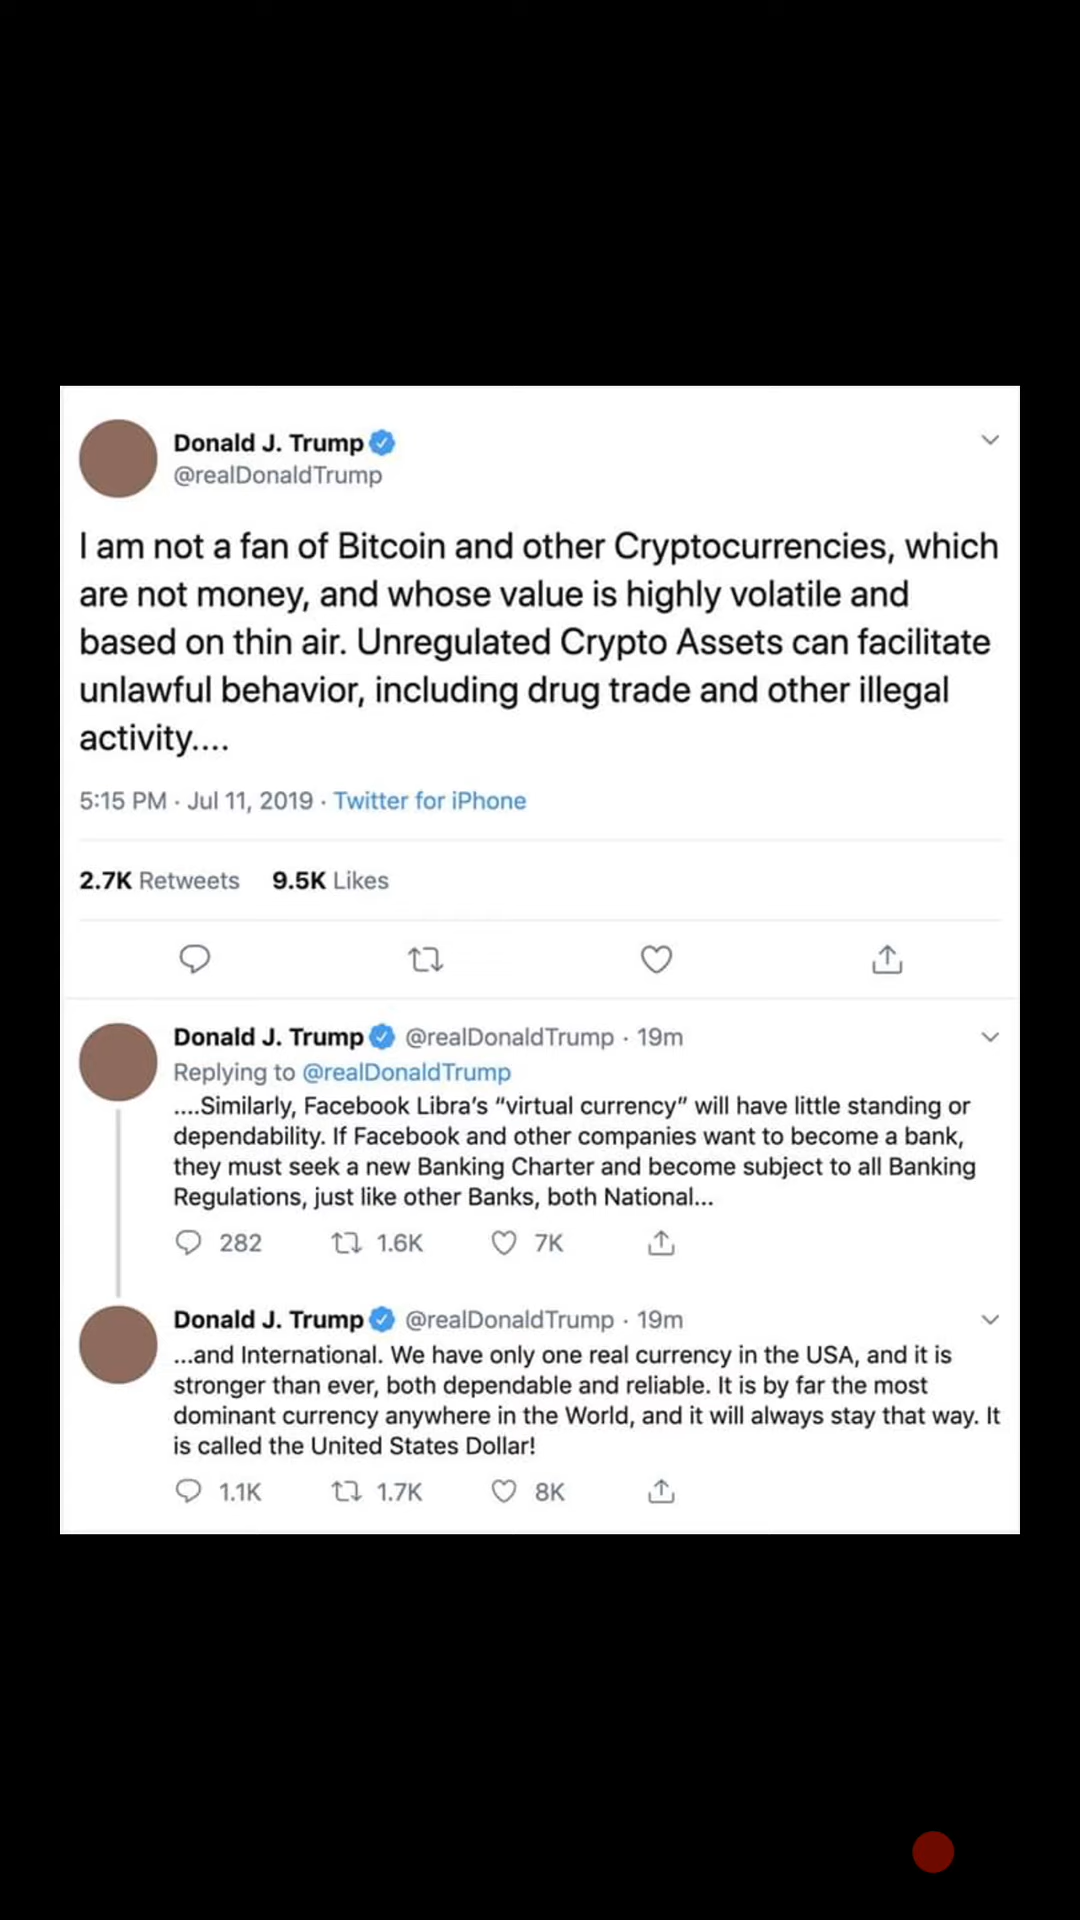 Donald J. Trump
@realDonaldTrump
I am not a fan of Bitcoin and other Cryptocurrencies, which
are not money, and whose value is highly volatile and
based on thin air. Unregulated Crypto Assets can facilitate
unlawful behavior, including drug trade and other illegal
activity....
5:15 PM · Jul 11, 2019 · Twitter for iPhone
2.7K Retweets 9.5K Likes
Donald J. Trump @realDonaldTrump · 19m
Replying to @realDonaldTrump
....Similarly, Facebook Libra’s “virtual currency” will have little standing or
dependability. If Facebook and other companies want to become a bank,
they must seek a new Banking Charter and become subject to all Banking
Regulations, just like other Banks, both National...
282 1.6K 7K
Donald J. Trump @realDonaldTrump · 19m
...and International. We have only one real currency in the USA, and it is
stronger than ever, both dependable and reliable. It is by far the most
dominant currency anywhere in the World, and it will always stay that way. It
is called the United States Dollar!
1.1K 1.7K 8K